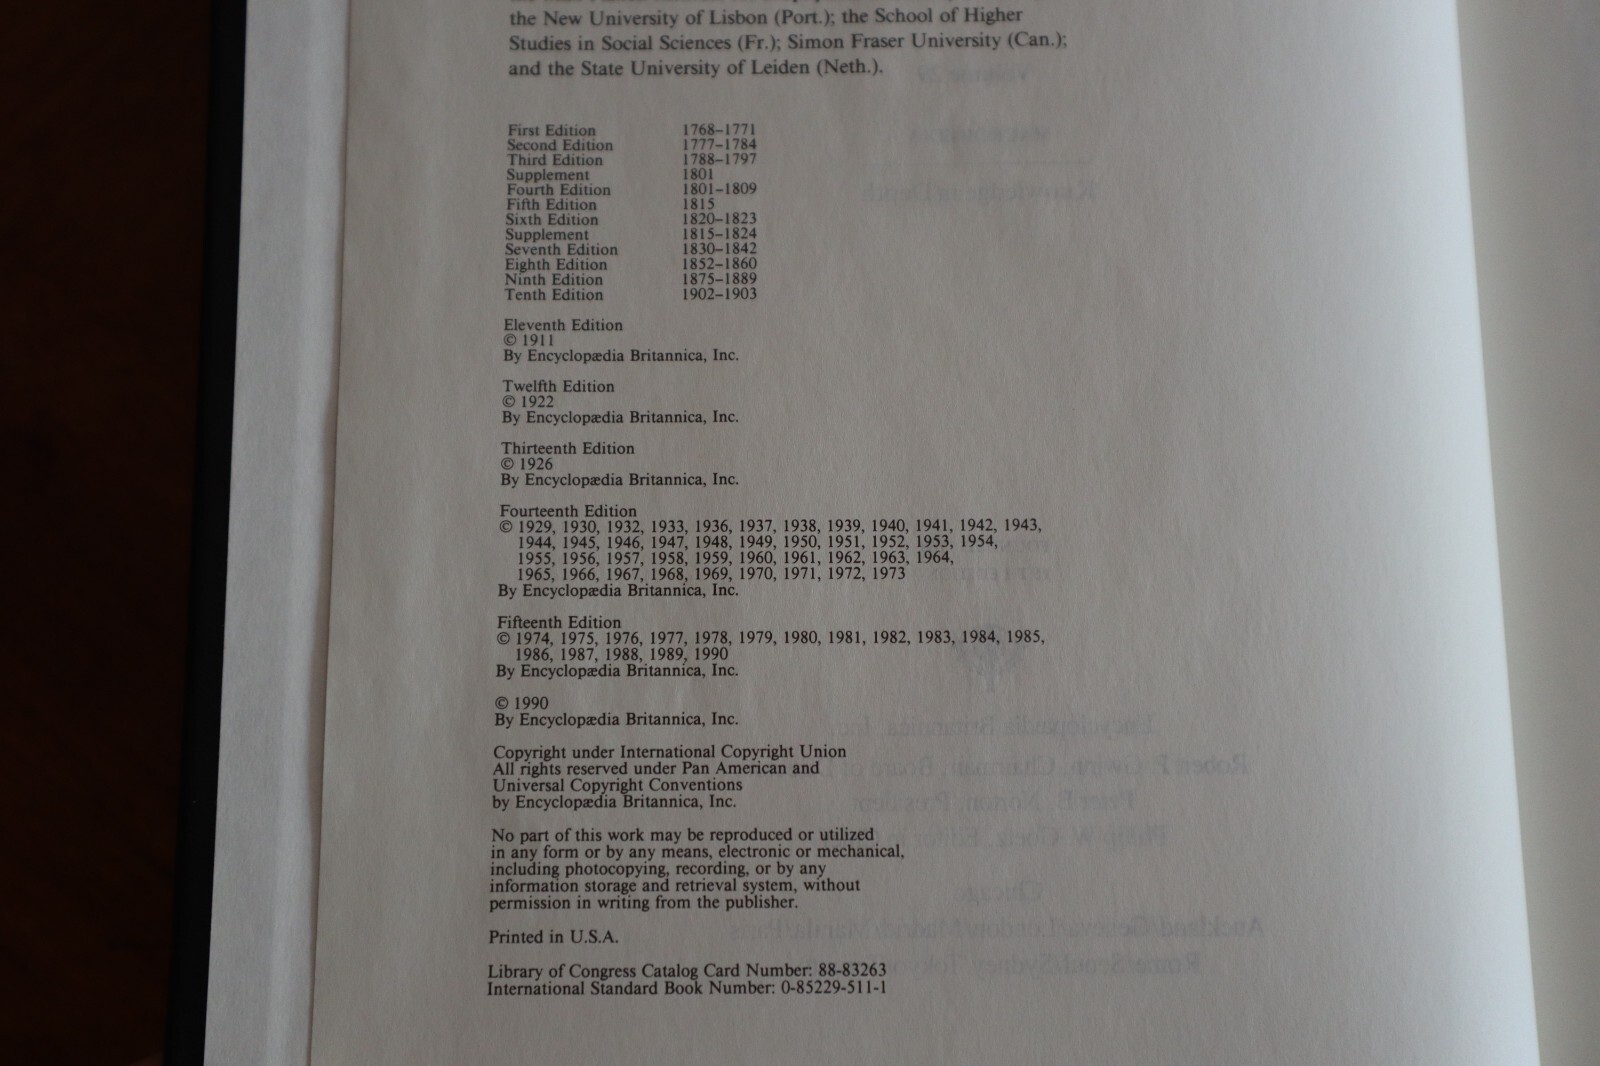 the New University of Lisbon (Port.); the School of Higher
Studies in Social Sciences (Fr.); Simon Fraser University (Can.);
and the State University of Leiden (Neth.).
First Edition 1768–1771
Second Edition 1777–1784
Third Edition 1788–1797
Supplement 1801
Fourth Edition 1801–1809
Fifth Edition 1815
Sixth Edition 1820–1823
Supplement 1815–1824
Seventh Edition 1830–1842
Eighth Edition 1852–1860
Ninth Edition 1875–1889
Tenth Edition 1902–1903
Eleventh Edition
© 1911
By Encyclopædia Britannica, Inc.
Twelfth Edition
© 1922
By Encyclopædia Britannica, Inc.
Thirteenth Edition
© 1926
By Encyclopædia Britannica, Inc.
Fourteenth Edition
© 1929, 1930, 1932, 1933, 1936, 1937, 1938, 1939, 1940, 1941, 1942, 1943,
1944, 1945, 1946, 1947, 1948, 1949, 1950, 1951, 1952, 1953, 1954,
1955, 1956, 1957, 1958, 1959, 1960, 1961, 1962, 1963, 1964,
1965, 1966, 1967, 1968, 1969, 1970, 1971, 1972, 1973
By Encyclopædia Britannica, Inc.
Fifteenth Edition
© 1974, 1975, 1976, 1977, 1978, 1979, 1980, 1981, 1982, 1983, 1984, 1985,
1986, 1987, 1988, 1989, 1990
By Encyclopædia Britannica, Inc.
© 1990
By Encyclopædia Britannica, Inc.
Copyright under International Copyright Union
All rights reserved under Pan American and
Universal Copyright Conventions
by Encyclopædia Britannica, Inc.
No part of this work may be reproduced or utilized
in any form or by any means, electronic or mechanical,
including photocopying, recording, or by any
information storage and retrieval system, without
permission in writing from the publisher.
Printed in U.S.A.
Library of Congress Catalog Card Number: 88-83263
International Standard Book Number: 0-85229-511-1